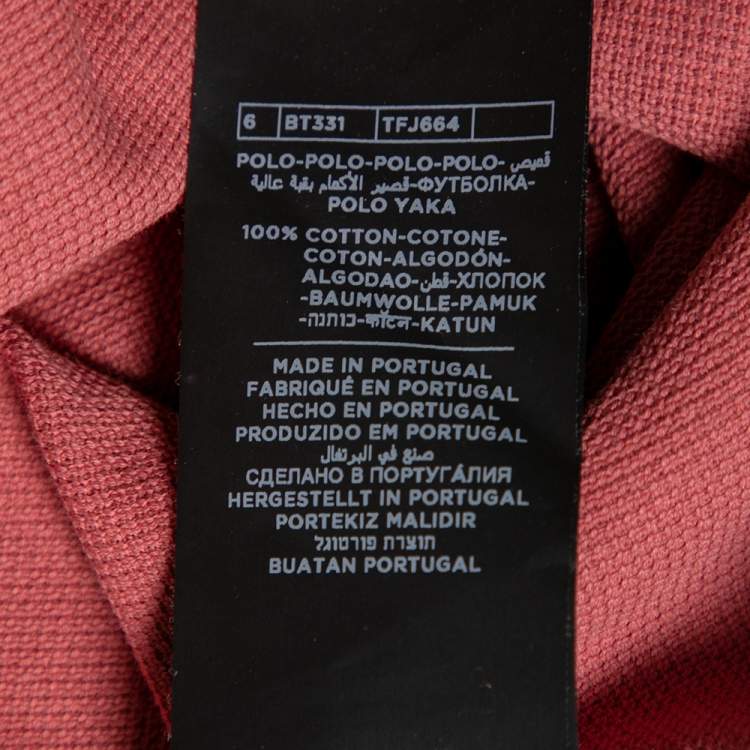 6 BT331 TFJ664
POLO-POLO-POLO-POLO-قميص
قصير الأكمام بقبة عالية-ФУТБОЛКА-
POLO YAKA
100% COTTON-COTONE-
COTON-ALGODÓN-
ALGODAO-قطن-ХЛОПОК
-BAUMWOLLE-PAMUK
-כותנה-कॉटन-KATUN
MADE IN PORTUGAL
FABRIQUÉ EN PORTUGAL
HECHO EN PORTUGAL
PRODUZIDO EM PORTUGAL
صنع في البرتغال
СДЕЛАНО В ПОРТУГÁЛИЯ
HERGESTELLT IN PORTUGAL
PORTEKIZ MALIDIR
תוצרת פורטוגל
BUATAN PORTUGAL